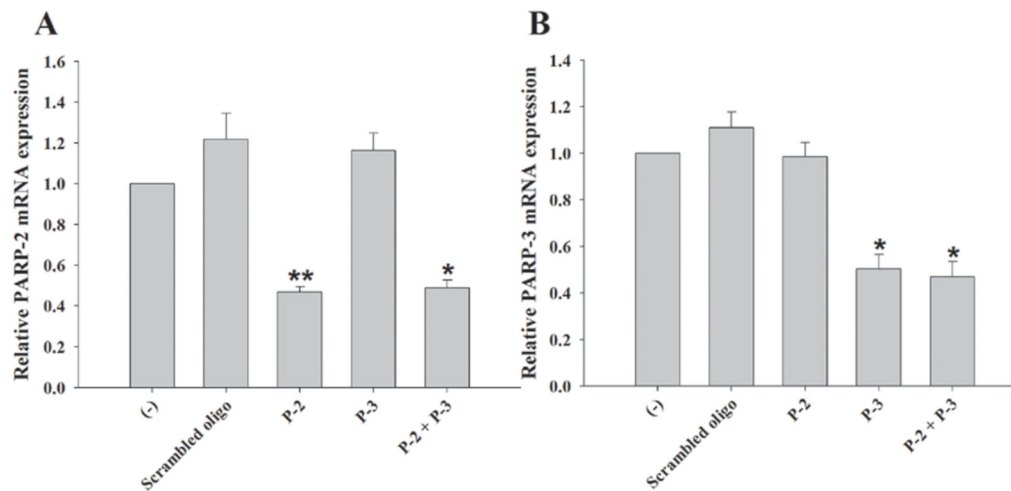 A
Relative PARP-2 mRNA expression
1.6
1.4
1.2
1.0
0.8
0.6
0.4
0.2
0.0
**
*
(-)
Scrambled oligo
P-2
P-3
P-2 + P-3
B
Relative PARP-3 mRNA expression
1.4
1.2
1.0
0.8
0.6
0.4
0.2
0.0
*
*
(-)
Scrambled oligo
P-2
P-3
P-2 + P-3